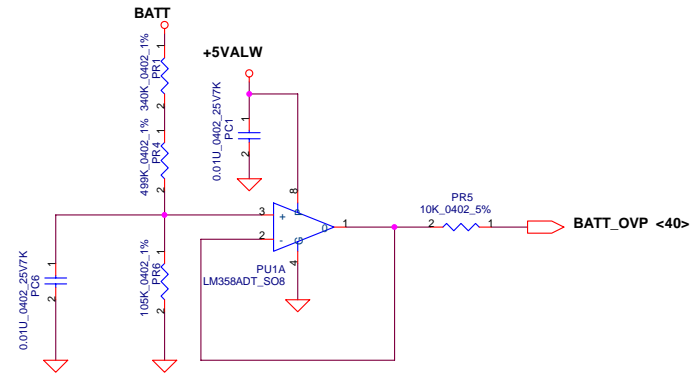 BATT
1
340K_0402_1%
PR1
2
+5VALW
1
0.01U_0402_25V7K
PC1
2
1
499K_0402_1%
PR4
2
8
P
3
+
2
-
O
1
G
4
PU1A
LM358ADT_SO8
PR5
10K_0402_5%
2
1
BATT_OVP <40>
1
0.01U_0402_25V7K
PC6
2
1
105K_0402_1%
PR6
2